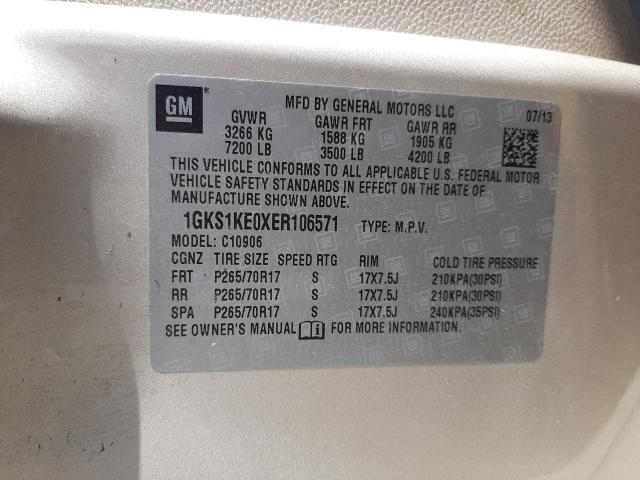 GM
MFD BY GENERAL MOTORS LLC 07/13
GVWR GAWR FRT GAWR RR
3266 KG 1588 KG 1905 KG
7200 LB 3500 LB 4200 LB
THIS VEHICLE CONFORMS TO ALL APPLICABLE U.S. FEDERAL MOTOR
VEHICLE SAFETY STANDARDS IN EFFECT ON THE DATE OF
MANUFACTURE SHOWN ABOVE.
1GKS1KE0XER106571 TYPE: M.P.V.
MODEL: C10906
CGNZ TIRE SIZE SPEED RTG RIM COLD TIRE PRESSURE
FRT P265/70R17 S 17X7.5J 210KPA(30PSI)
RR P265/70R17 S 17X7.5J 210KPA(30PSI)
SPA P265/70R17 S 17X7.5J 240KPA(35PSI)
SEE OWNER'S MANUAL i FOR MORE INFORMATION.